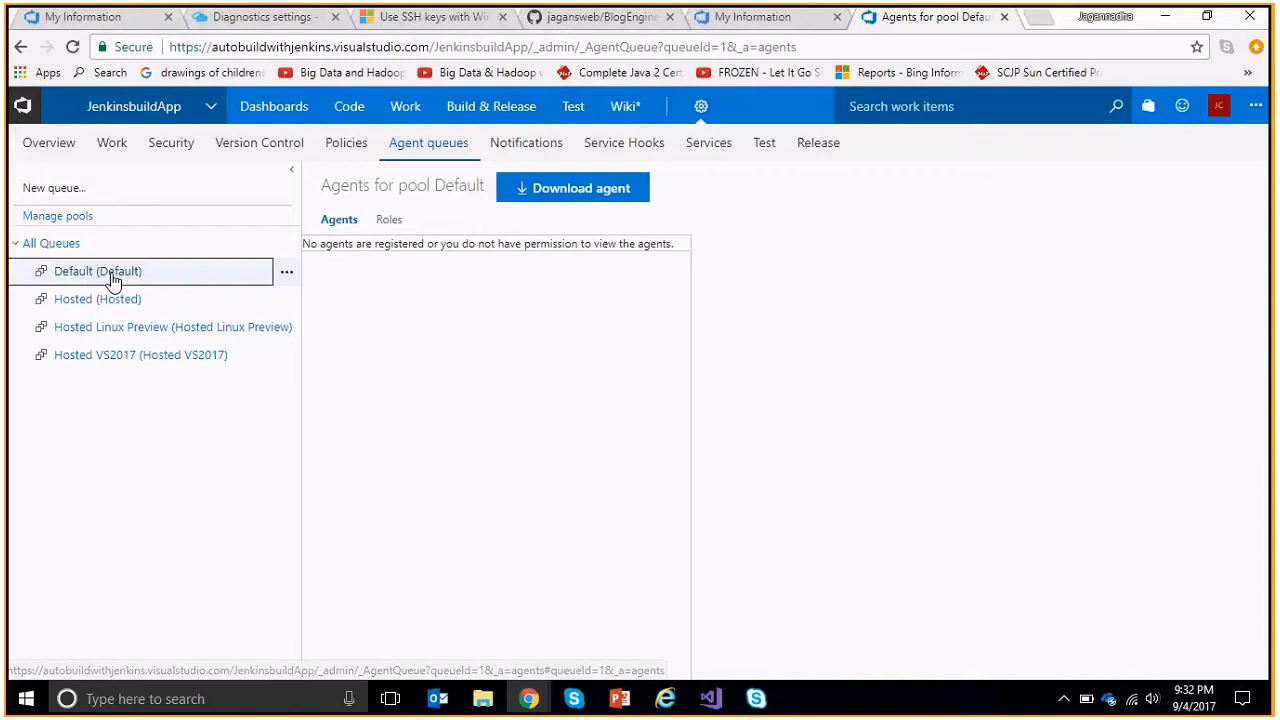 My Information
Diagnostics settings -
Use SSH keys with Win
jagansweb/BlogEngine
My Information
Agents for pool Defau
Jagannadha
Secure
https://autobuildwithjenkins.visualstudio.com/JenkinsbuildApp/_admin/_AgentQueue?queueId=1&_a=agents
Apps
Search
drawings of childrens
Big Data and Hadoop
Big Data & Hadoop
Complete Java 2 Cert
FROZEN - Let It Go Si
Reports - Bing Inform
SCJP Sun Certified Pr
»
JenkinsbuildApp
Dashboards
Code
Work
Build & Release
Test
Wiki*
Search work items
JC
Overview
Work
Security
Version Control
Policies
Agent queues
Notifications
Service Hooks
Services
Test
Release
New queue...
Manage pools
All Queues
Default (Default)
Hosted (Hosted)
Hosted Linux Preview (Hosted Linux Preview)
Hosted VS2017 (Hosted VS2017)
Agents for pool Default
Download agent
Agents
Roles
No agents are registered or you do not have permission to view the agents.
https://autobuildwithjenkins.visualstudio.com/JenkinsbuildApp/_admin/_AgentQueue?queueId=1&_a=agents#queueId=1&_a=agents
Type here to search
9:32 PM
9/4/2017